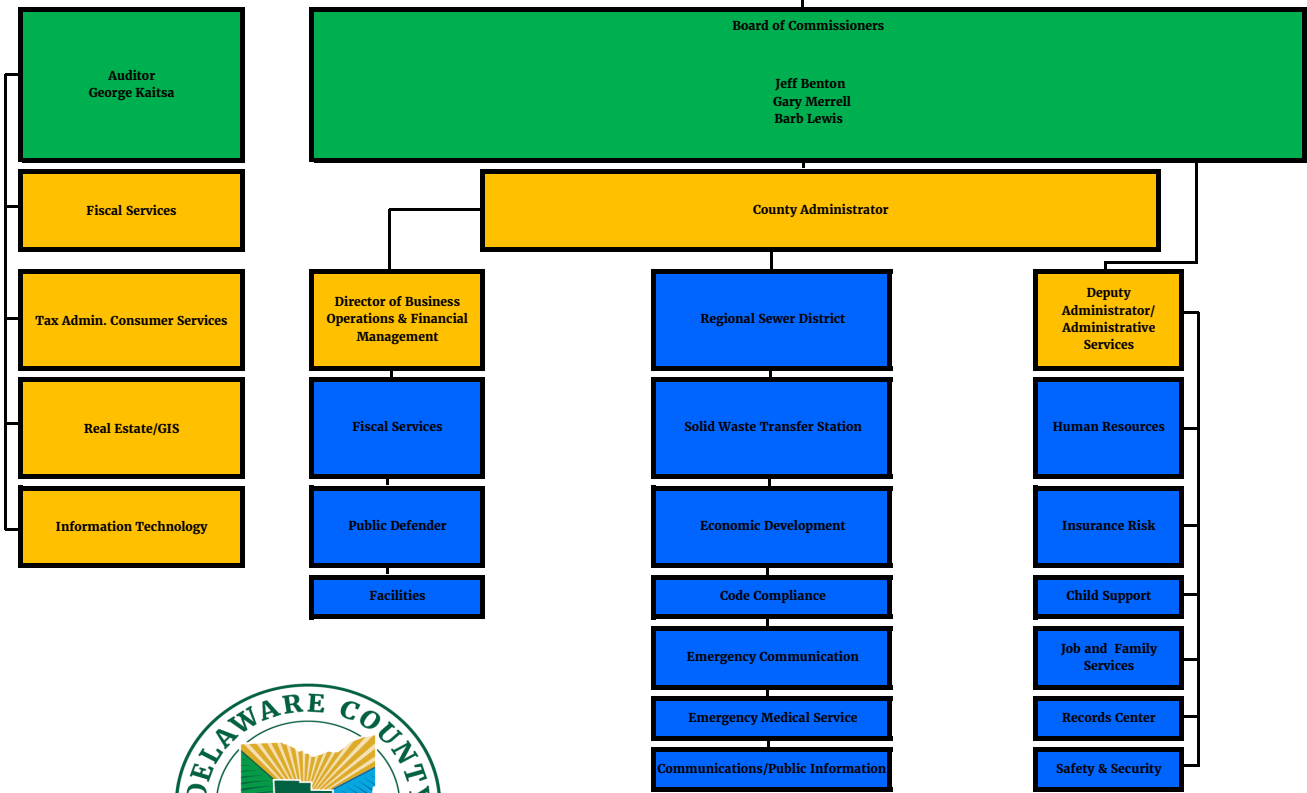 Auditor
George Kaitsa
Fiscal Services
Tax Admin. Consumer Services
Real Estate/GIS
Information Technology
Board of Commissioners
Jeff Benton
Gary Merrell
Barb Lewis
County Administrator
Director of Business
Operations & Financial
Management
Fiscal Services
Public Defender
Facilities
Regional Sewer District
Solid Waste Transfer Station
Economic Development
Code Compliance
Emergency Communication
Emergency Medical Service
Communications/Public Information
Deputy
Administrator/
Administrative
Services
Human Resources
Insurance Risk
Child Support
Job and Family
Services
Records Center
Safety & Security
DELAWARE COUNTY